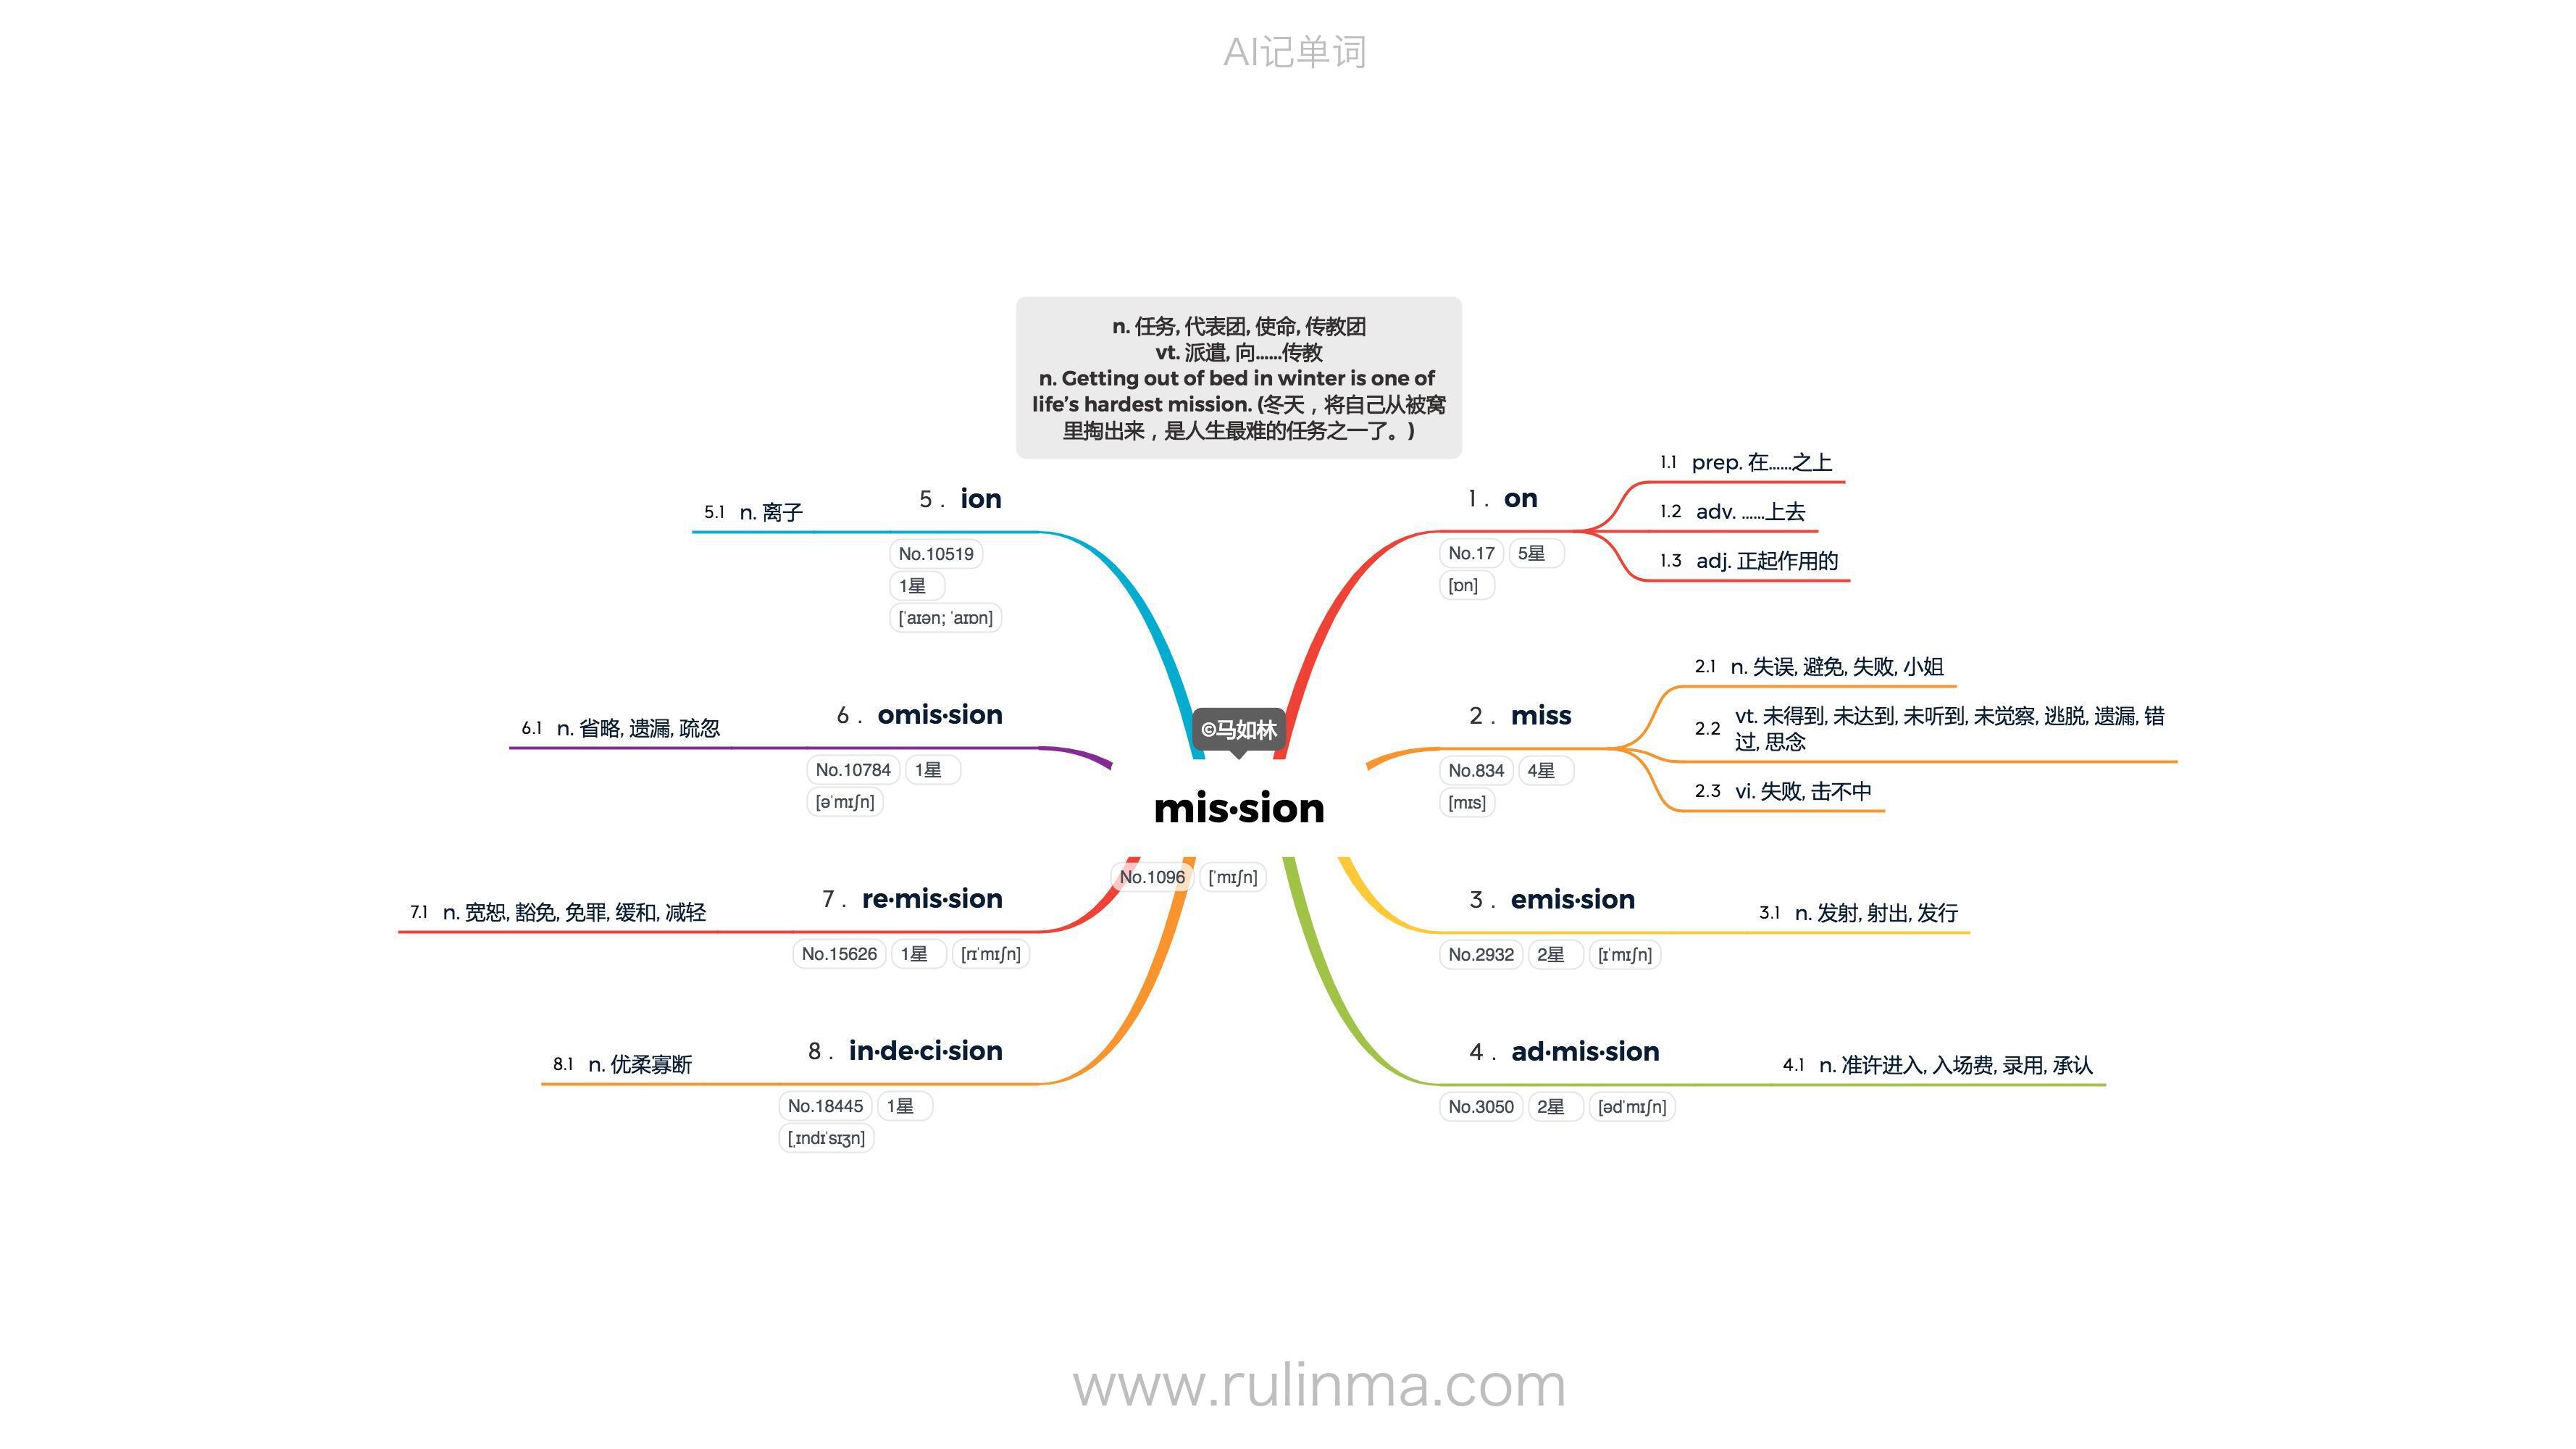 AI记单词
n. 任务, 代表团, 使命, 传教团
vt. 派遣, 向……传教
n. Getting out of bed in winter is one of
life’s hardest mission. (冬天，将自己从被窝
里掏出来，是人生最难的任务之一了。)
©马如林
mis·sion
No.1096 [ˈmɪʃn]
1 . on
No.17 5星
[ɒn]
1.1 prep. 在……之上
1.2 adv. ……上去
1.3 adj. 正起作用的
2 . miss
No.834 4星
[mɪs]
2.1 n. 失误, 避免, 失败, 小姐
2.2 vt. 未得到, 未达到, 未听到, 未觉察, 逃脱, 遗漏, 错
过, 思念
2.3 vi. 失败, 击不中
3 . emis·sion
No.2932 2星 [ɪˈmɪʃn]
3.1 n. 发射, 射出, 发行
4 . ad·mis·sion
No.3050 2星 [ədˈmɪʃn]
4.1 n. 准许进入, 入场费, 录用, 承认
5 . ion
No.10519
1星
[ˈaɪən; ˈaɪɒn]
5.1 n. 离子
6 . omis·sion
No.10784 1星
[əˈmɪʃn]
6.1 n. 省略, 遗漏, 疏忽
7 . re·mis·sion
No.15626 1星 [rɪˈmɪʃn]
7.1 n. 宽恕, 豁免, 免罪, 缓和, 减轻
8 . in·de·ci·sion
No.18445 1星
[ˌɪndɪˈsɪʒn]
8.1 n. 优柔寡断
www.rulinma.com